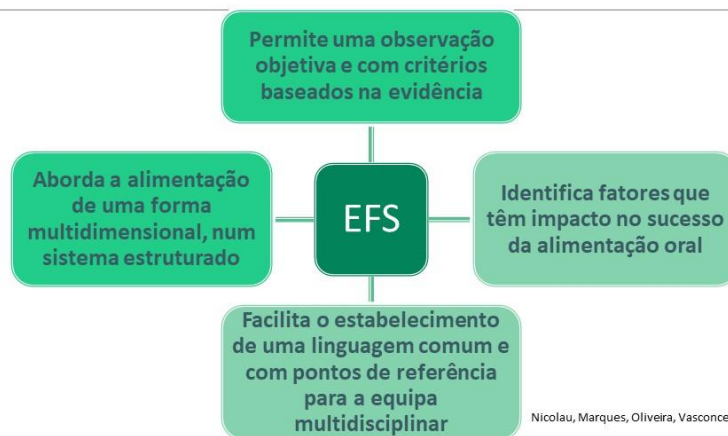 Permite uma observação
objetiva e com critérios
baseados na evidência
Aborda a alimentação
de uma forma
multidimensional, num
sistema estruturado
EFS
Identifica fatores que
têm impacto no sucesso
da alimentação oral
Facilita o estabelecimento
de uma linguagem comum e
com pontos de referência
para a equipa
multidisciplinar
Nicolau, Marques, Oliveira,